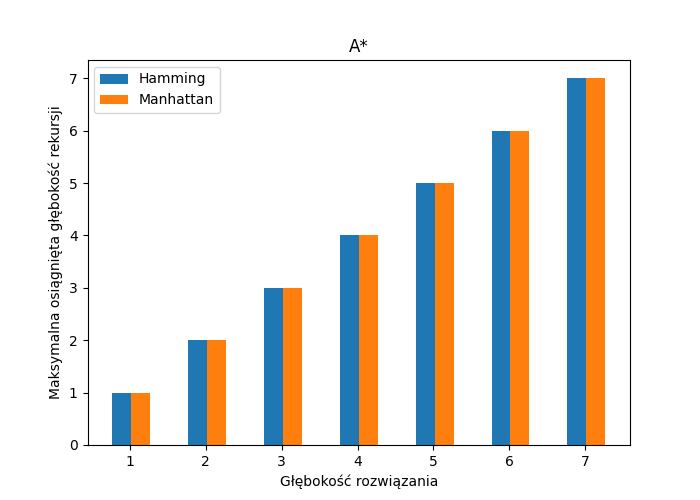 A*
Hamming
Manhattan
Maksymalna osiągnięta głębokość rekursji
7
6
5
4
3
2
1
0
1 2 3 4 5 6 7
Głębokość rozwiązania